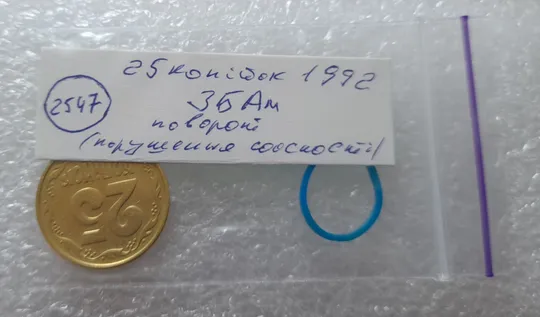 25 копійок 1992
2547
3БАм
поворот
(порушення соосності)
25